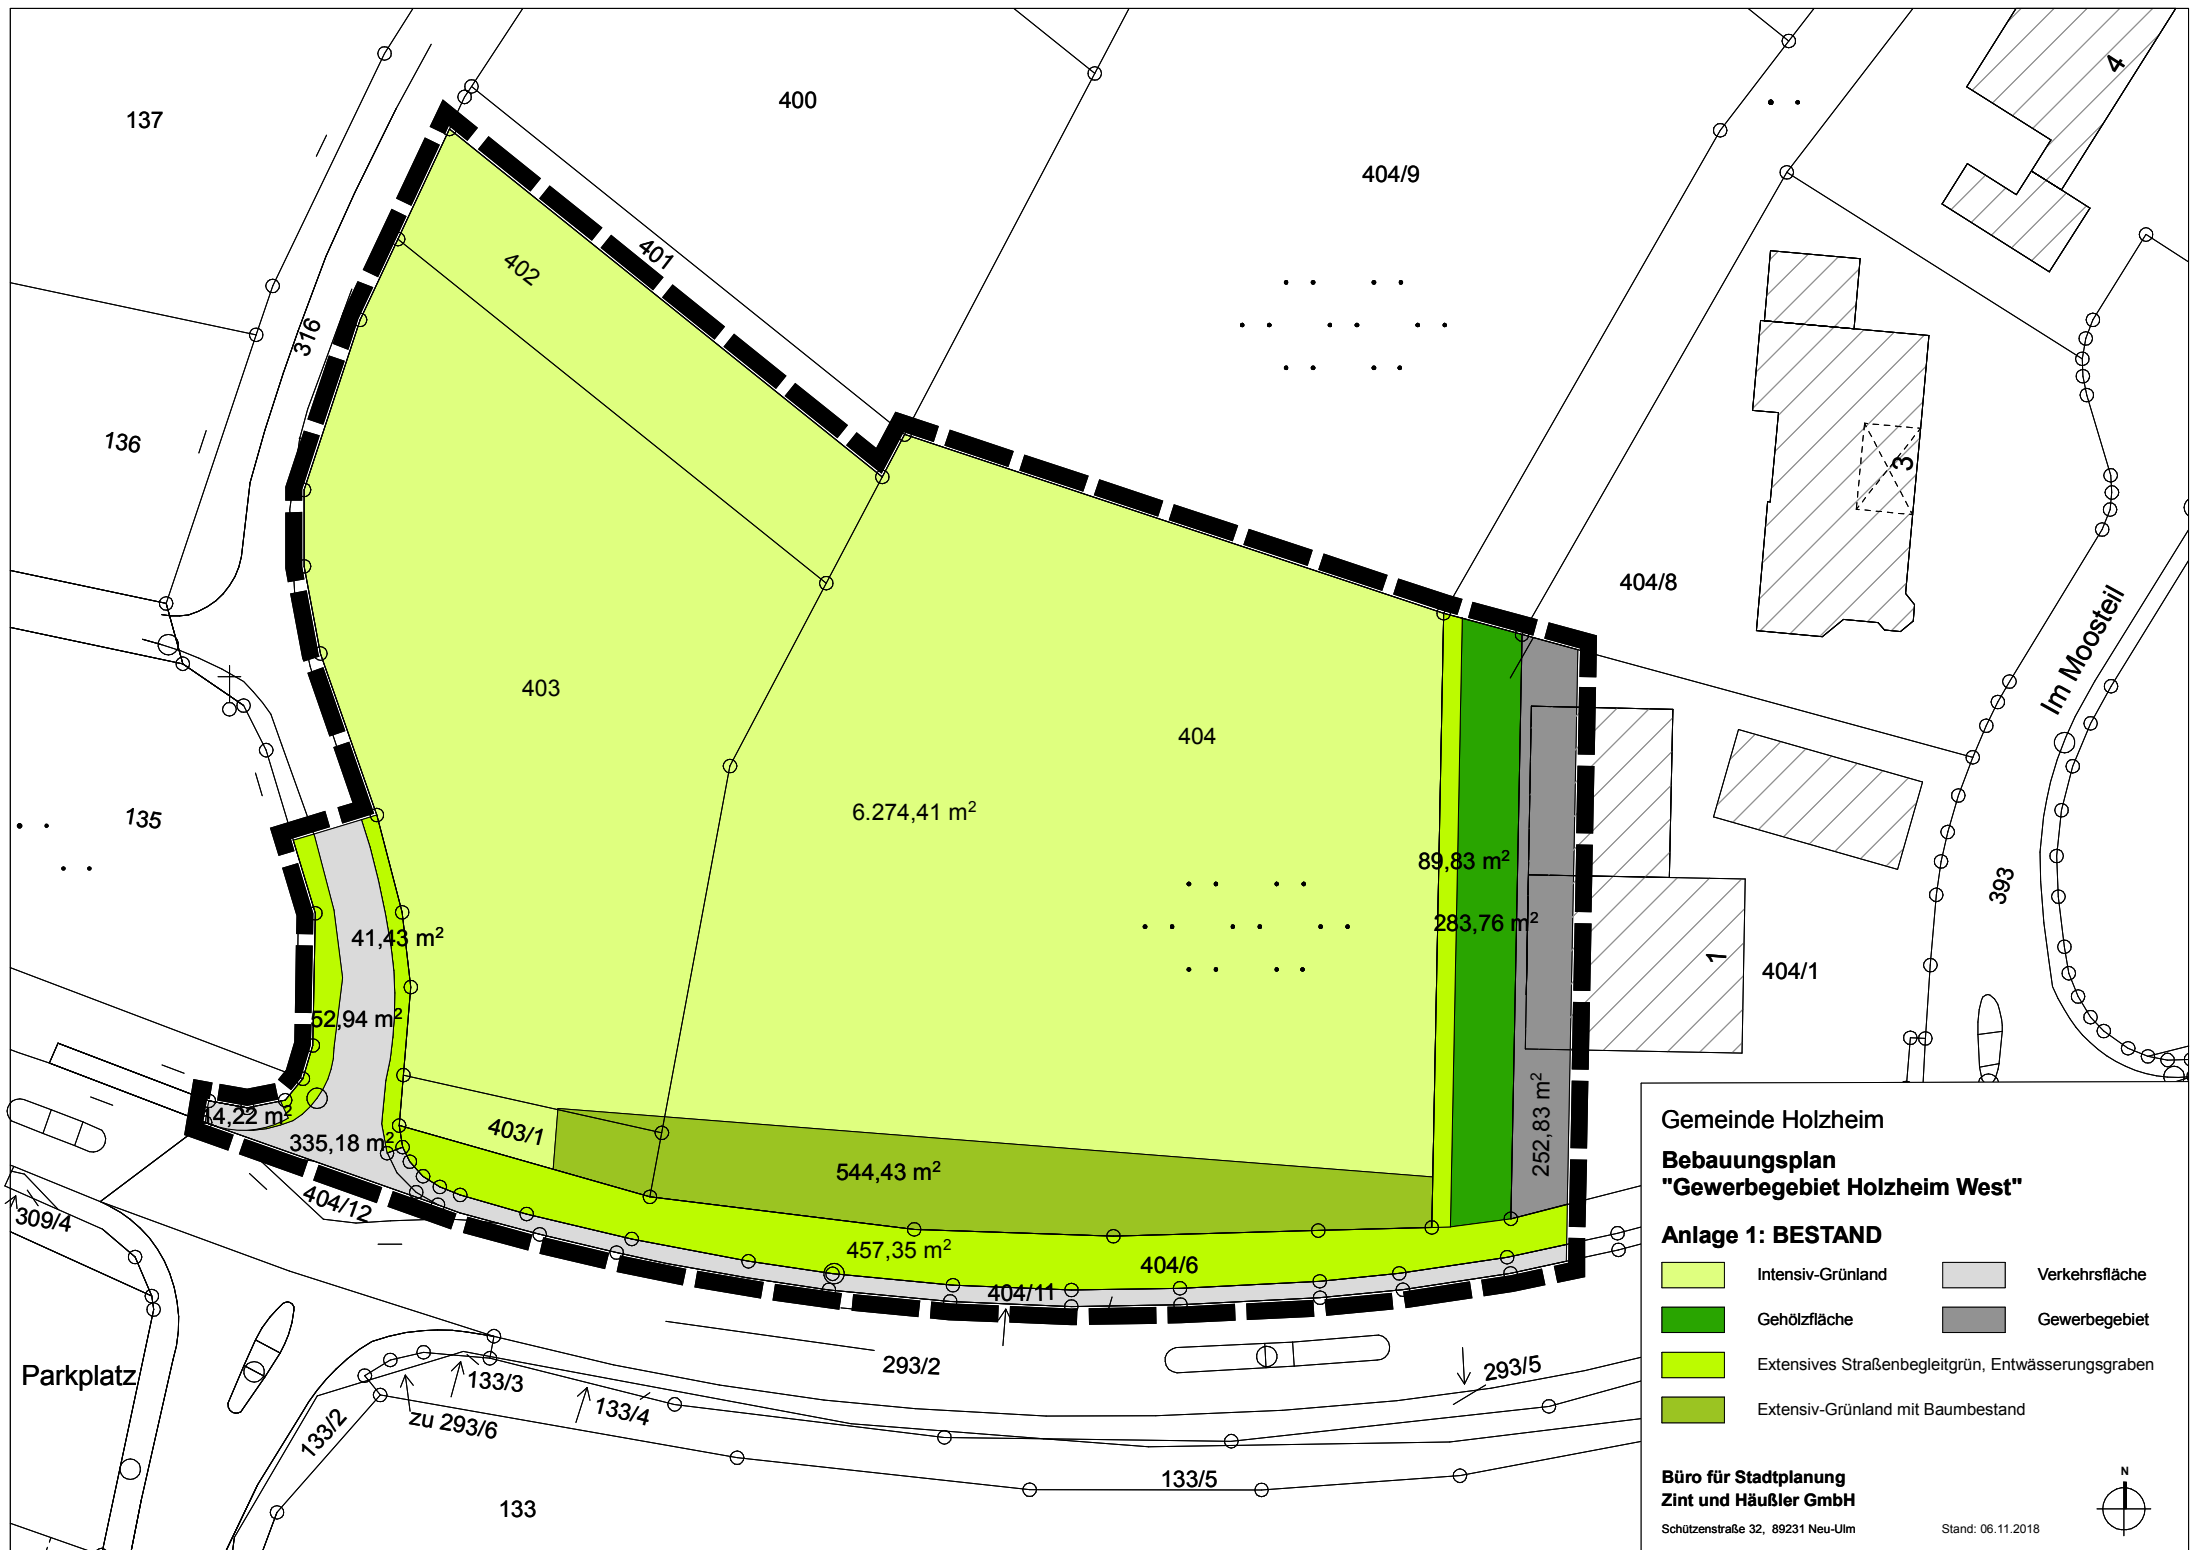 137
400
404/9
4
401
402
316
136
3
404/8
Im Moosteil
403
404
135
6.274,41 m²
89,83 m²
283,76 m²
393
41,43 m²
1
404/1
52,94 m²
4,22 m²
335,18 m²
403/1
544,43 m²
252,83 m²
404/12
309/4
457,35 m²
404/6
404/11
293/2
293/5
Parkplatz
133/3
133/4
133/2
zu 293/6
133/5
133
Gemeinde Holzheim
Bebauungsplan
"Gewerbegebiet Holzheim West"
Anlage 1: BESTAND
Intensiv-Grünland
Verkehrsfläche
Gehölzfläche
Gewerbegebiet
Extensives Straßenbegleitgrün, Entwässerungsgraben
Extensiv-Grünland mit Baumbestand
Büro für Stadtplanung
Zint und Häußler GmbH
Schützenstraße 32, 89231 Neu-Ulm
Stand: 06.11.2018
N